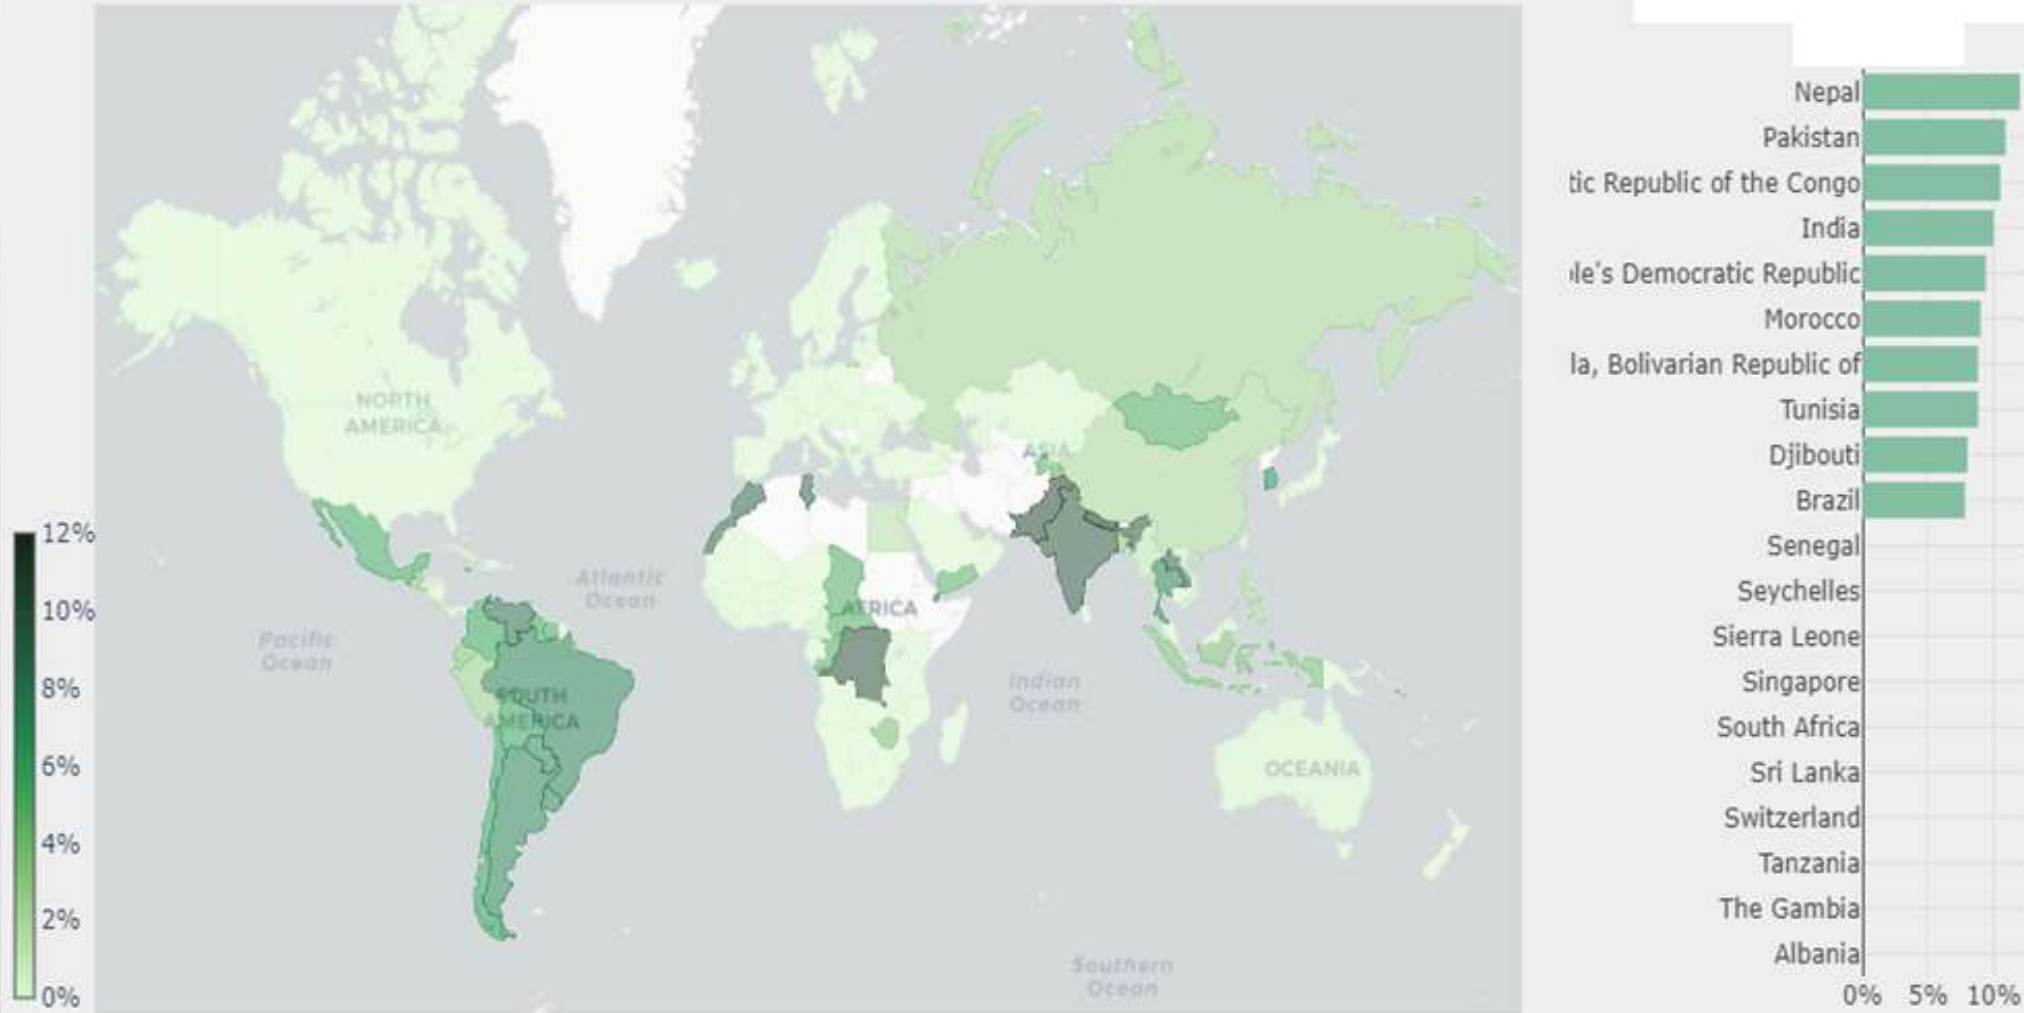 NORTH
AMERICA
ASIA
Atlantic
Ocean
AFRICA
Pacific
Ocean
SOUTH
AMERICA
Indian
Ocean
OCEANIA
Southern
Ocean
12%
10%
8%
6%
4%
2%
0%
Nepal
Pakistan
tic Republic of the Congo
India
le's Democratic Republic
Morocco
la, Bolivarian Republic of
Tunisia
Djibouti
Brazil
Senegal
Seychelles
Sierra Leone
Singapore
South Africa
Sri Lanka
Switzerland
Tanzania
The Gambia
Albania
0% 5% 10%